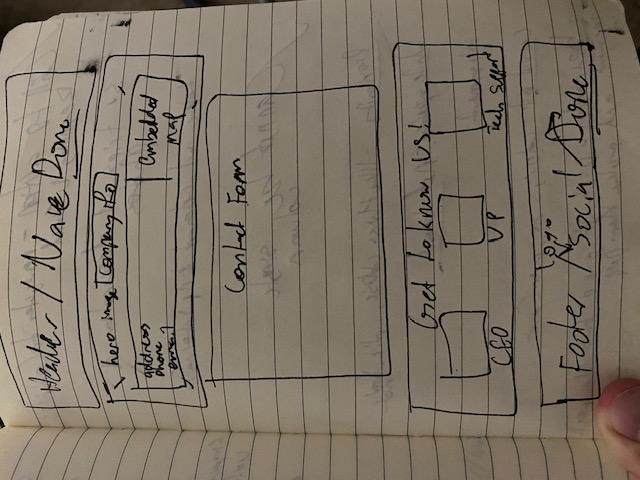 Header / Nav Done
hero image Company Info
address
phone
email
Embedded
Map
Contact Form
Get to know us!
CEO
VP
Tech Support
Footer / Social Done